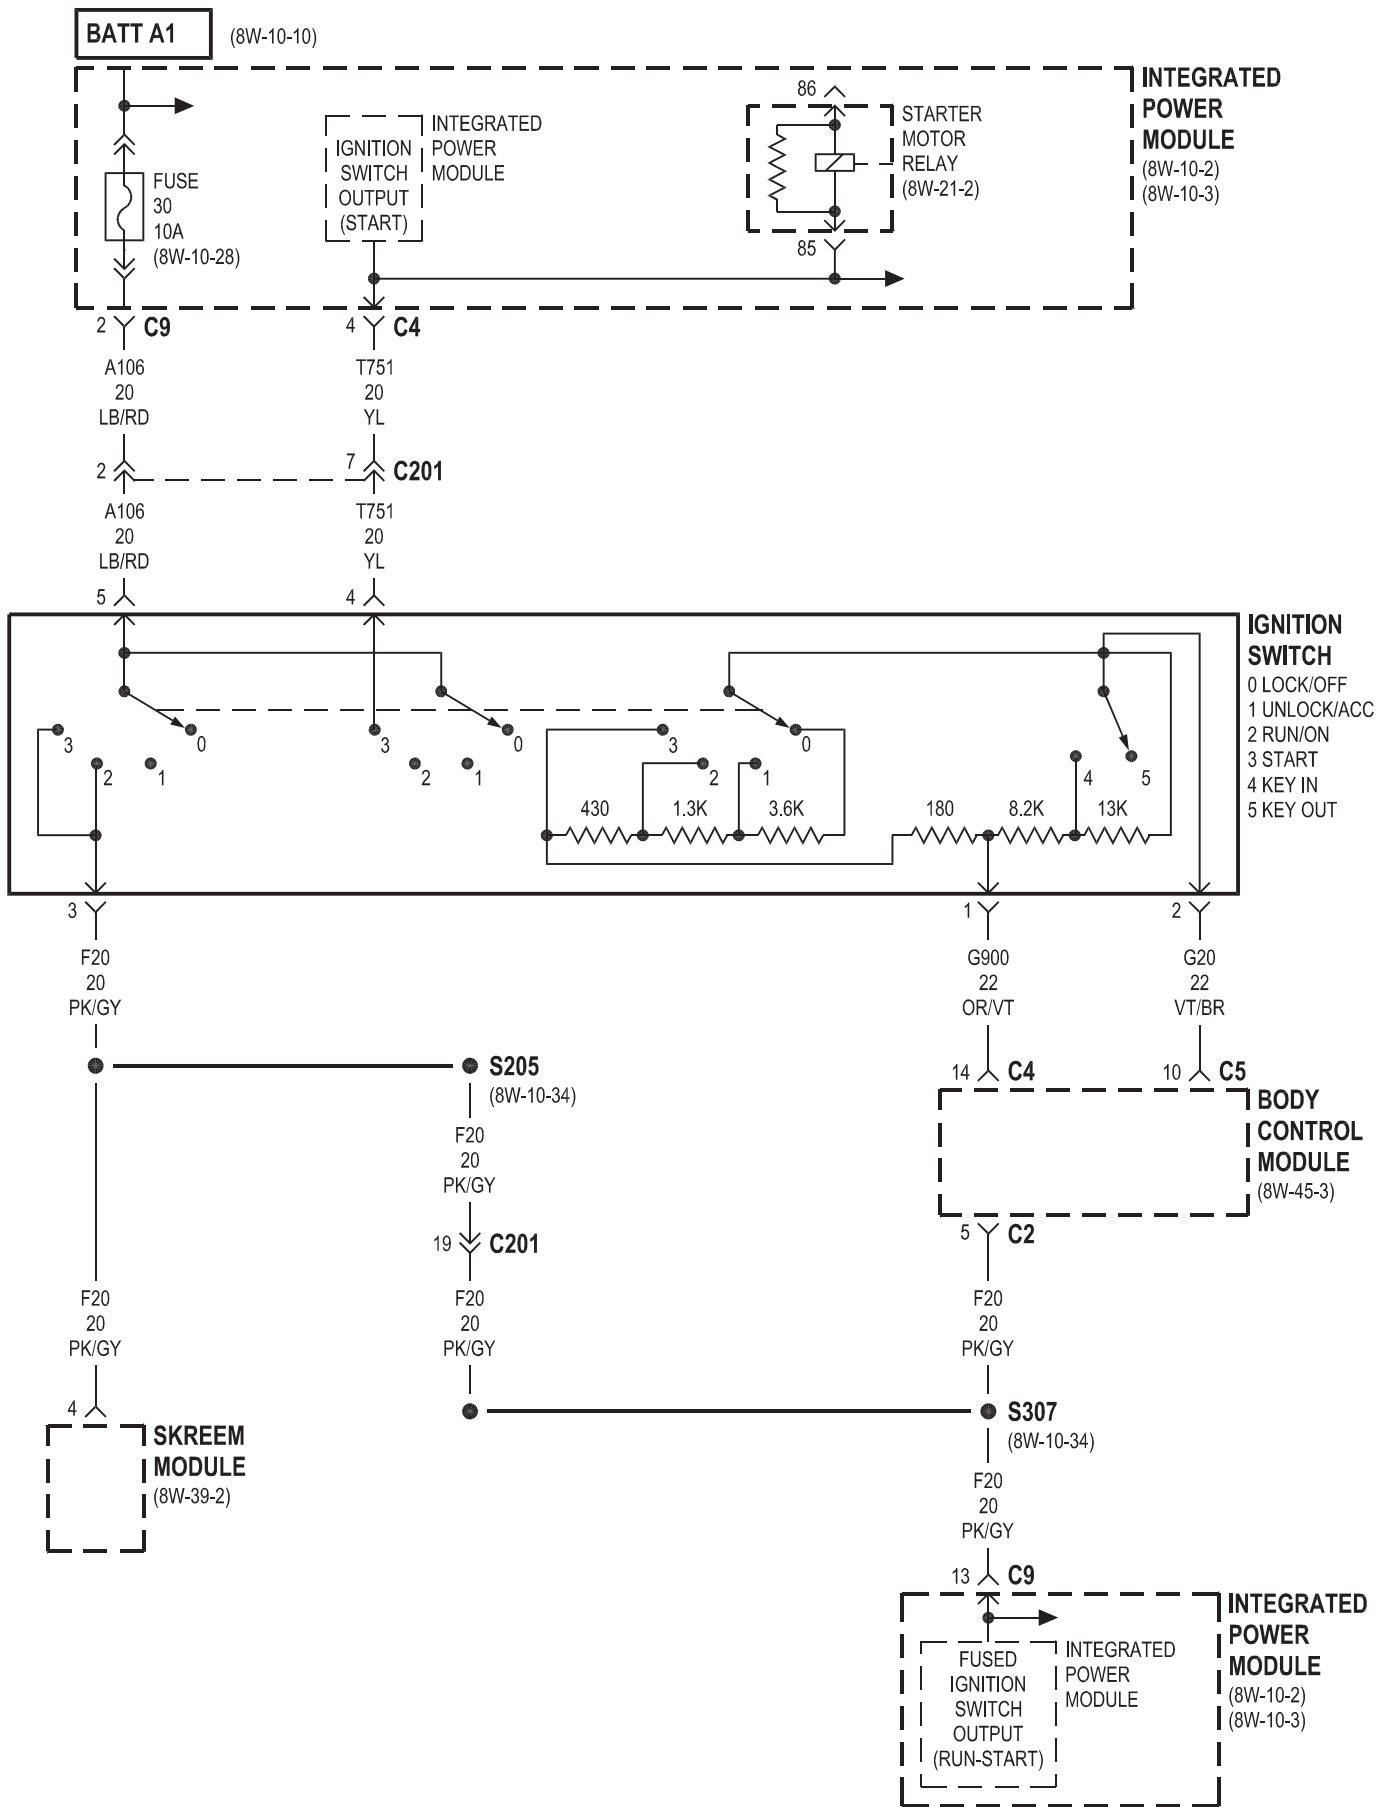 BATT A1 (8W-10-10)
INTEGRATED
POWER
MODULE
(8W-10-2)
(8W-10-3)
FUSE
30
10A
(8W-10-28)
IGNITION
SWITCH
OUTPUT
(START)
INTEGRATED
POWER
MODULE
86
STARTER
MOTOR
RELAY
(8W-21-2)
85
2 C9
4 C4
A106
20
LB/RD
T751
20
YL
2
7 C201
A106
20
LB/RD
T751
20
YL
5
4
IGNITION
SWITCH
0 LOCK/OFF
1 UNLOCK/ACC
2 RUN/ON
3 START
4 KEY IN
5 KEY OUT
3 0
2 1
3 0
2 1
3 0
2 1
4 5
430 1.3K 3.6K
180 8.2K 13K
3
1
2
F20
20
PK/GY
G900
22
OR/VT
G20
22
VT/BR
S205
(8W-10-34)
14 C4
10 C5
BODY
CONTROL
MODULE
(8W-45-3)
F20
20
PK/GY
19 C201
5 C2
F20
20
PK/GY
F20
20
PK/GY
F20
20
PK/GY
4
SKREEM
MODULE
(8W-39-2)
S307
(8W-10-34)
F20
20
PK/GY
13 C9
INTEGRATED
POWER
MODULE
(8W-10-2)
(8W-10-3)
FUSED
IGNITION
SWITCH
OUTPUT
(RUN-START)
INTEGRATED
POWER
MODULE